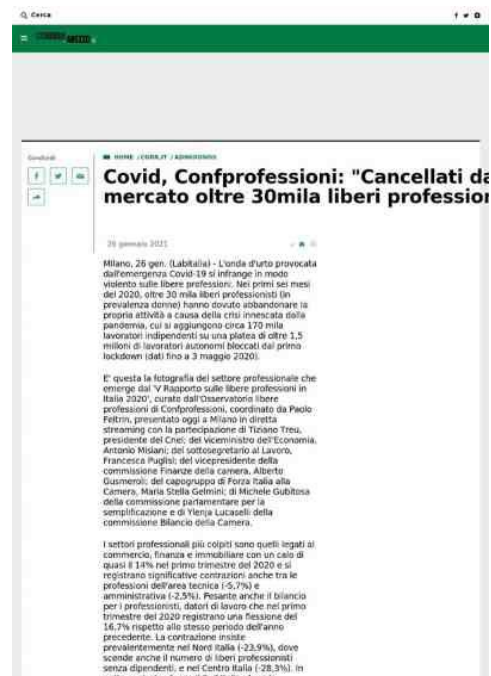 Cerca
Condividi
HOME / CORR.IT / ADNKRONOS
Covid, Confprofessioni: "Cancellati da
mercato oltre 30mila liberi profession
26 gennaio 2021
Milano, 26 gen. (Labitalia) - L'onda d'urto provocata
dall'emergenza Covid-19 si infrange in modo
violento sulle libere professioni. Nei primi sei mesi
del 2020, oltre 30 mila liberi professionisti (in
prevalenza donne) hanno dovuto abbandonare la
propria attività a causa della crisi innescata dalla
pandemia, cui si aggiungono circa 170 mila
lavoratori indipendenti su una platea di oltre 1,5
milioni di lavoratori autonomi bloccati dal primo
lockdown (dati fino a 3 maggio 2020).
E' questa la fotografia del settore professionale che
emerge dal 'V Rapporto sulle libere professioni in
Italia 2020', curato dall'Osservatorio libere
professioni di Confprofessioni, coordinato da Paolo
Feltrin, presentato oggi a Milano in diretta
streaming con la partecipazione di Tiziano Treu,
presidente del Cnel; del viceministro dell'Economia,
Antonio Misiani; del sottosegretario al Lavoro,
Francesca Puglisi; del vicepresidente della
commissione Finanze della camera, Alberto
Gusmeroli; del capogruppo di Forza Italia alla
Camera, Maria Stella Gelmini; di Michele Gubitosa
della commissione parlamentare per la
semplificazione e di Ylenja Lucaselli della
commissione Bilancio della Camera.
I settori professionali più colpiti sono quelli legati al
commercio, finanza e immobiliare con un calo di
quasi il 14% nel primo trimestre del 2020 e si
registrano significative contrazioni anche tra le
professioni dell'area tecnica (-5,7%) e
amministrativa (-2,5%). Pesante anche il bilancio
per i professionisti, datori di lavoro che nel primo
trimestre del 2020 registrano una flessione del
16,7% rispetto allo stesso periodo dell'anno
precedente. La contrazione insiste
prevalentemente nel Nord Italia (-23,9%), dove
scende anche il numero di liberi professionisti
senza dipendenti, e nel Centro Italia (-28,3%). In